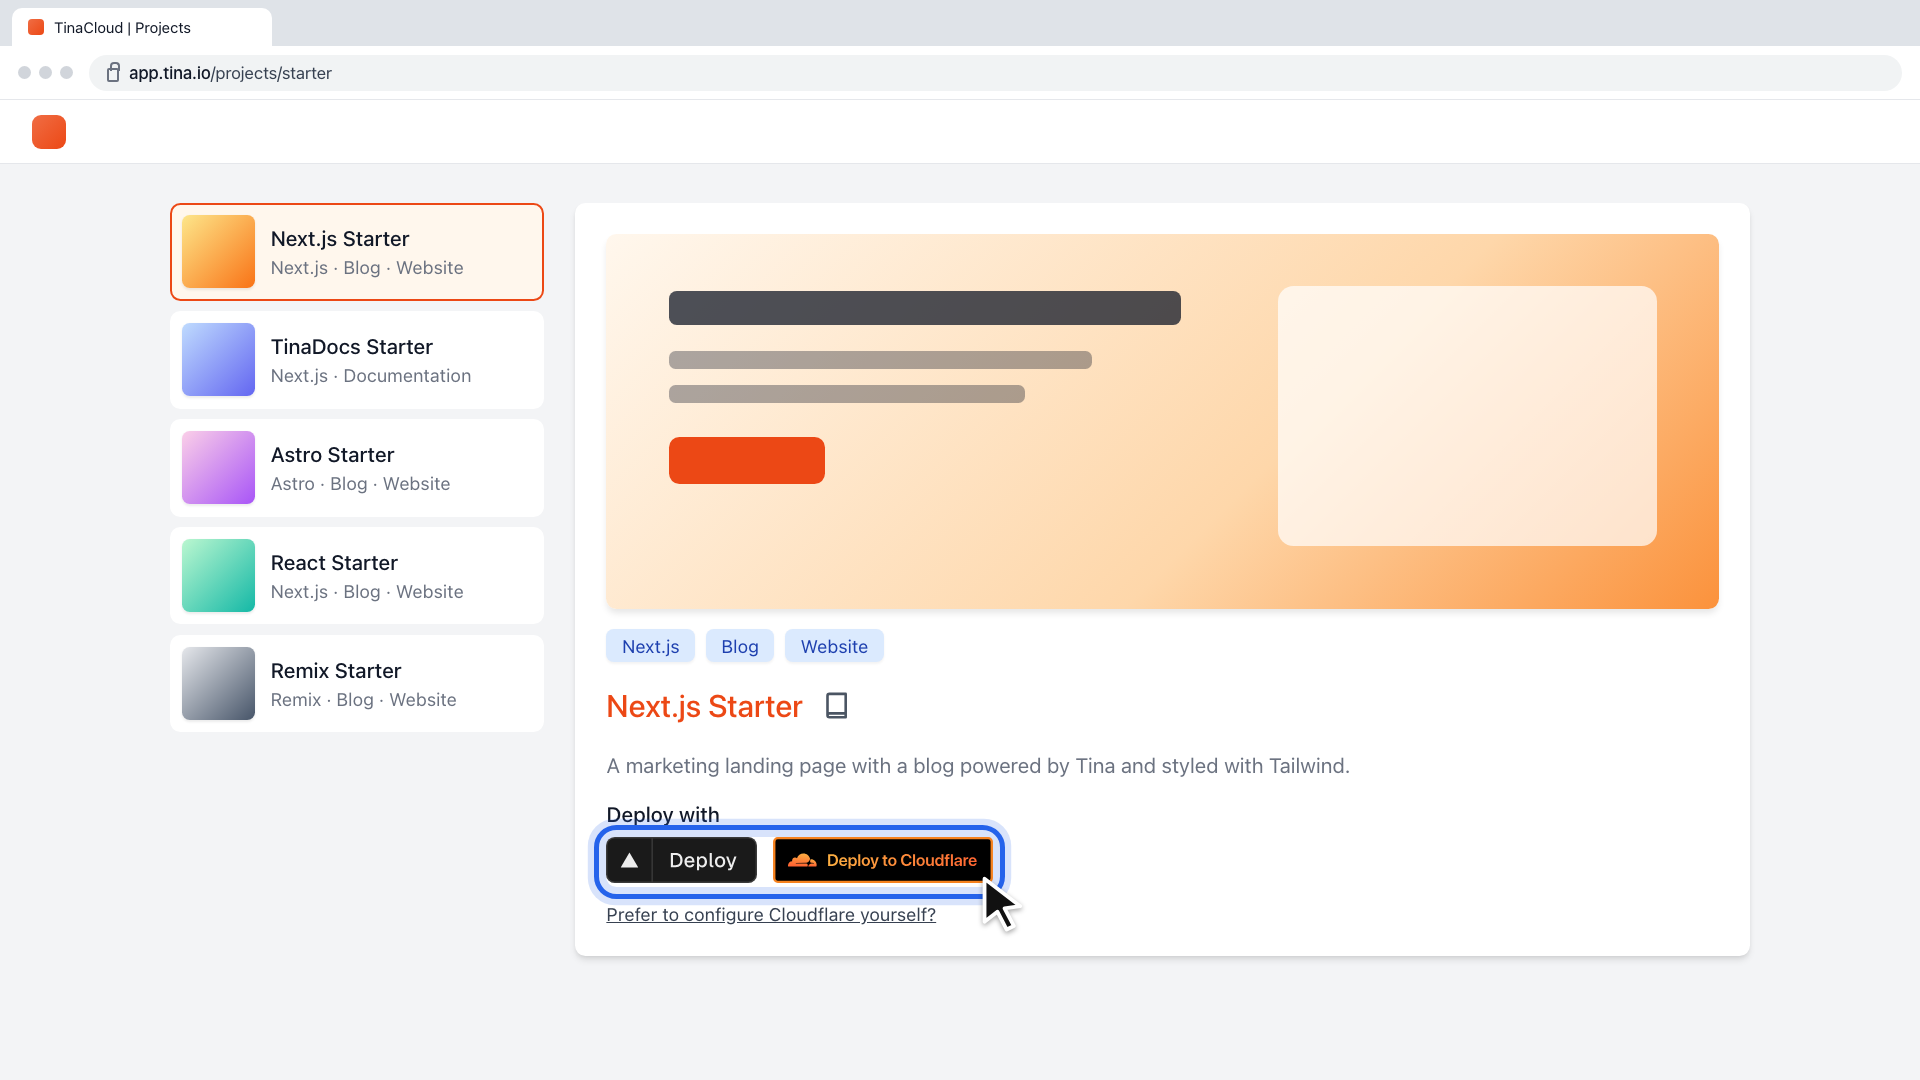 TinaCloud | Projects
app.tina.io/projects/starter
Next.js Starter
Next.js · Blog · Website
TinaDocs Starter
Next.js · Documentation
Astro Starter
Astro · Blog · Website
React Starter
Next.js · Blog · Website
Remix Starter
Remix · Blog · Website
Next.js Blog Website
Next.js Starter
A marketing landing page with a blog powered by Tina and styled with Tailwind.
Deploy with
Deploy Deploy to Cloudflare
Prefer to configure Cloudflare yourself?